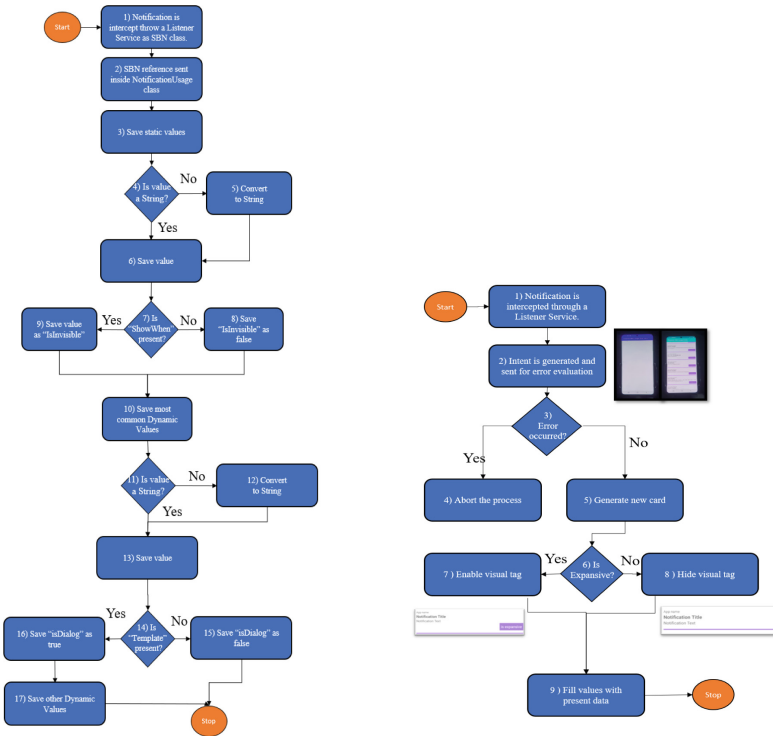 Start
1) Notification is
intercept throw a Listener
Service as SBN class.
2) SBN reference sent
inside NotificationUsage
class
3) Save static values
4) Is value
a String?
No
5) Convert
to String
Yes
6) Save value
7) Is
"ShowWhen"
present?
Yes
No
9) Save value
as "IsInvisible"
8) Save
"IsInvisible" as
false
10) Save most
common Dynamic
Values
11) Is value
a String?
No
12) Convert
to String
Yes
13) Save value
14) Is
"Template"
present?
Yes
No
16) Save "isDialog" as
true
15) Save "isDialog" as
false
17) Save other Dynamic
Values
Stop
Start
1) Notification is
intercepted through a
Listener Service.
2) Intent is generated and
sent for error evaluation
3)
Error
occurred?
Yes
No
4) Abort the process
5) Generate new card
6) Is
Expansive?
Yes
No
7 ) Enable visual tag
8 ) Hide visual tag
App name
Notification Title
Notification Text
App name
Notification Title
Notification Text
9 ) Fill values with
present data
Stop